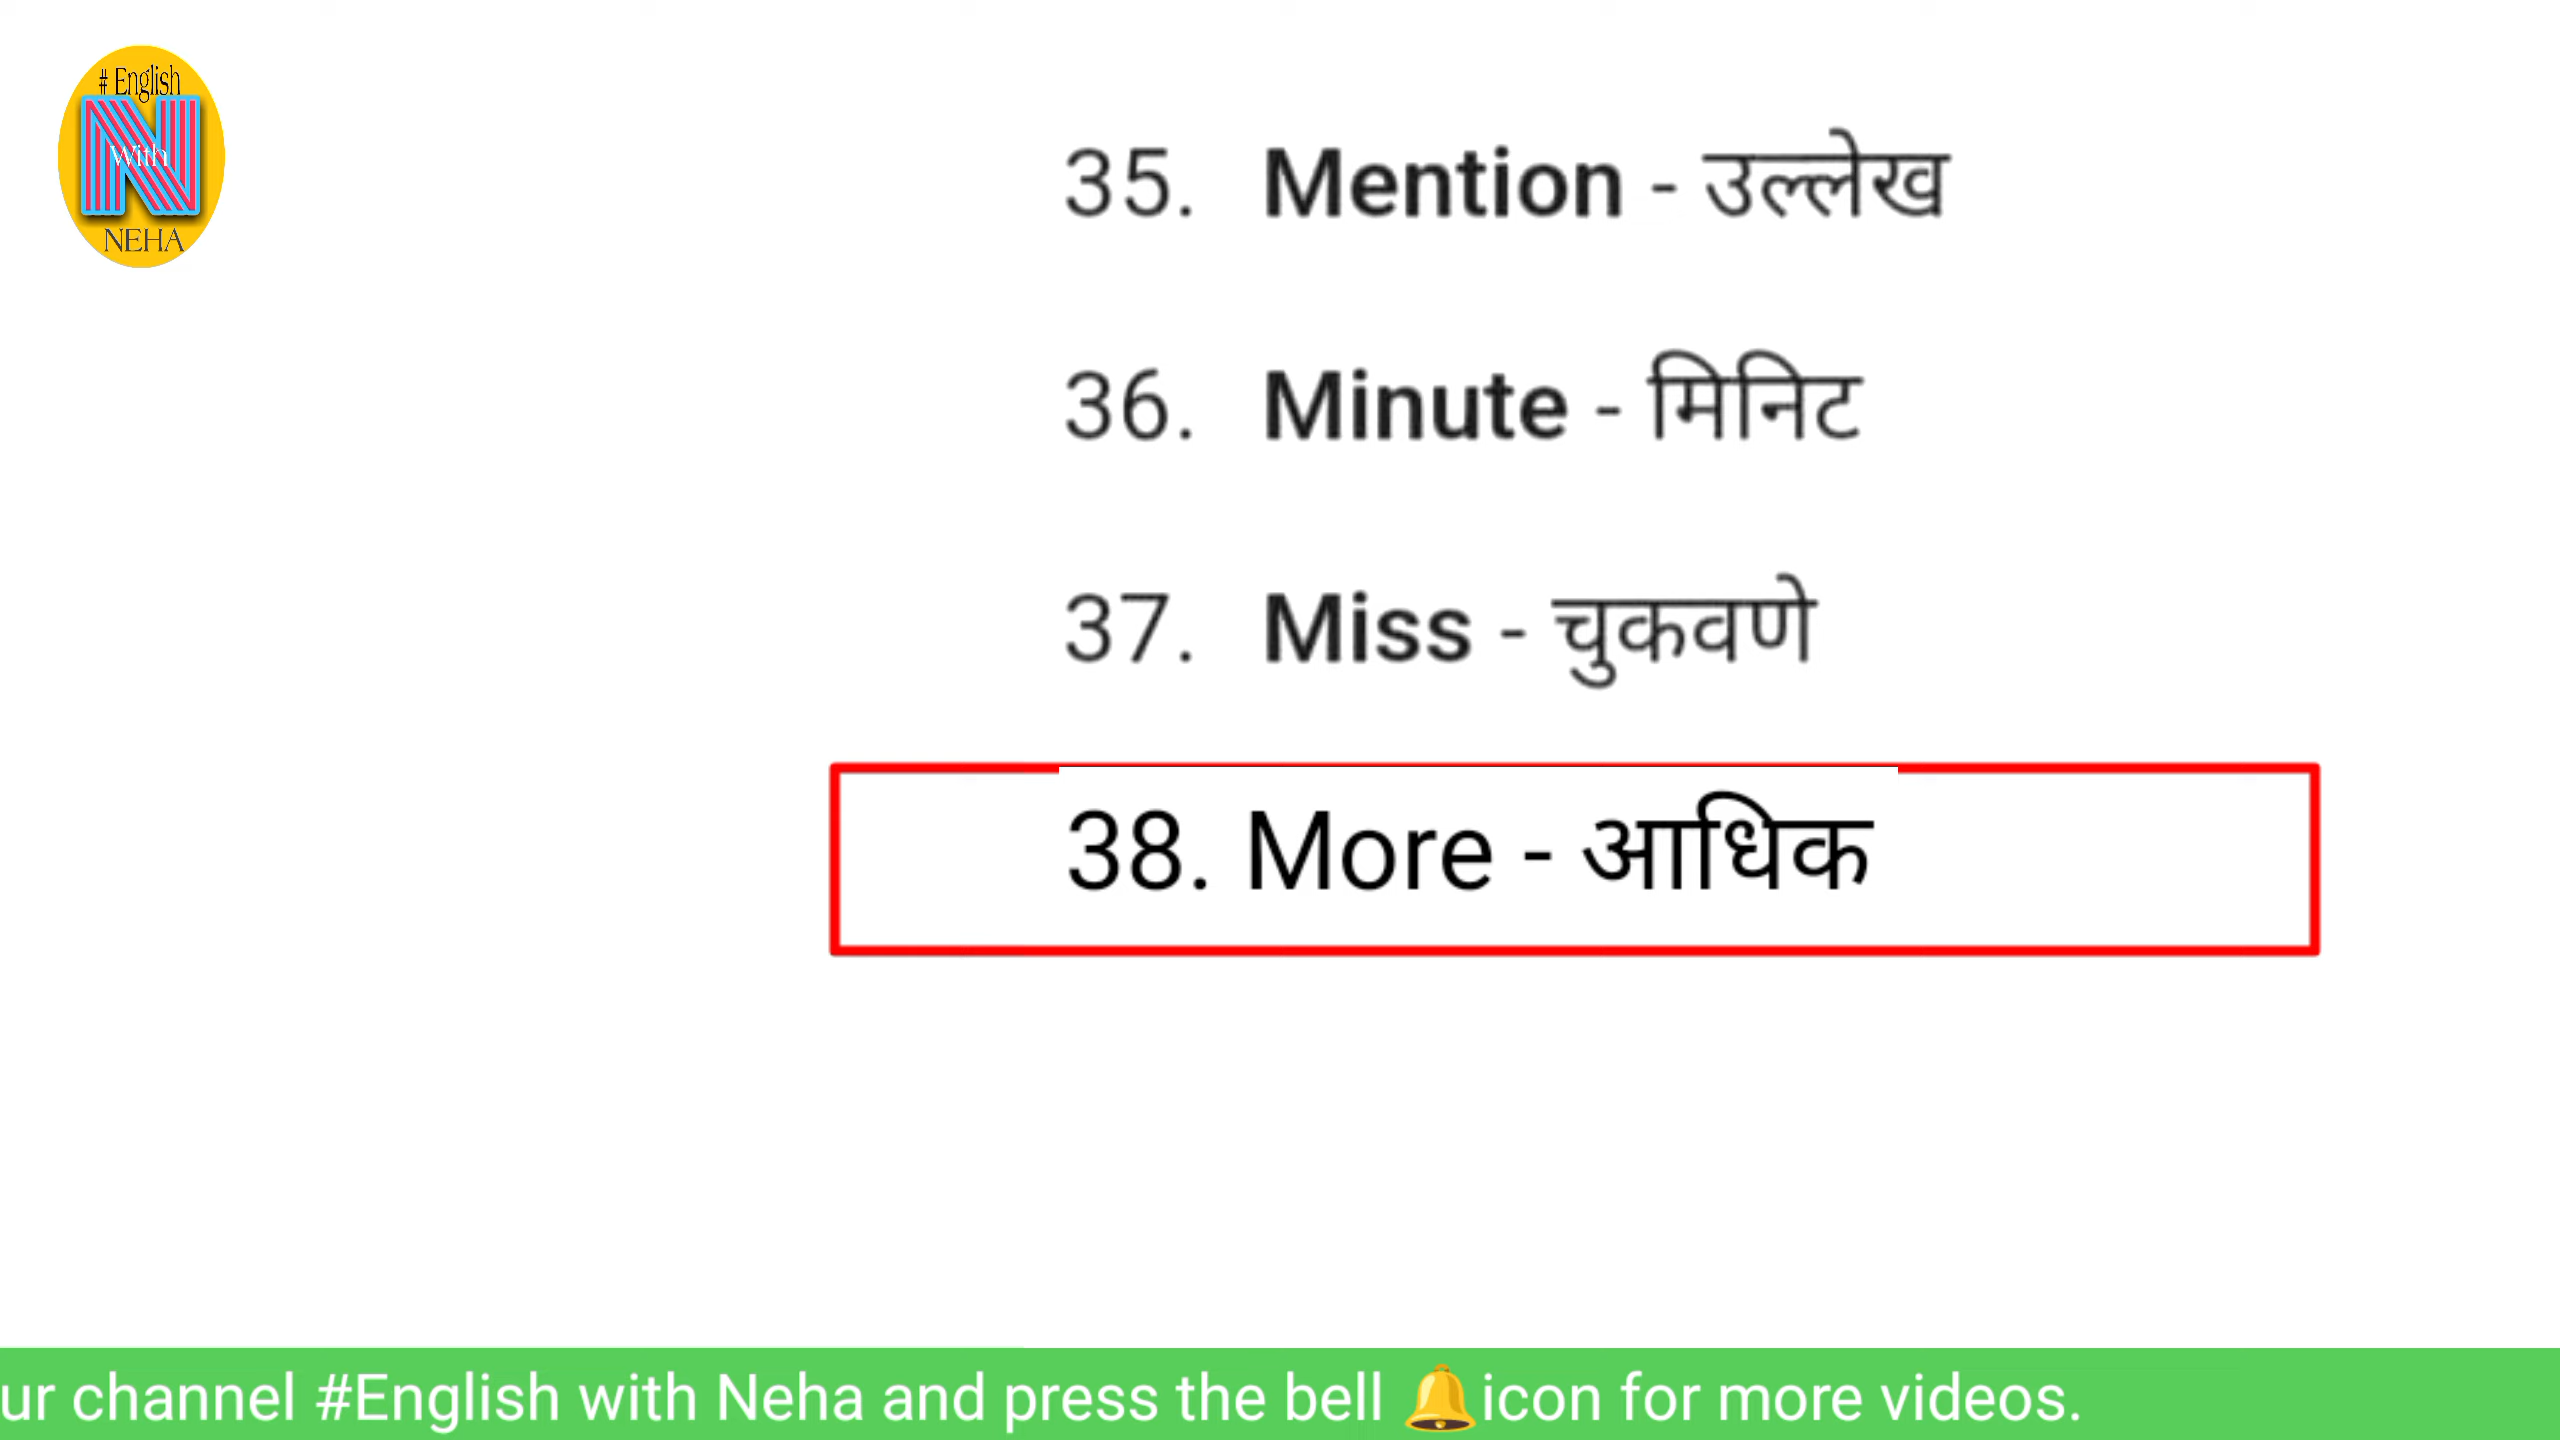 # English
With
NEHA
35. Mention - उल्लेख
36. Minute - मिनिट
37. Miss - चुकवणे
38. More - आधिक
ur channel #English with Neha and press the bell 🔔icon for more videos.